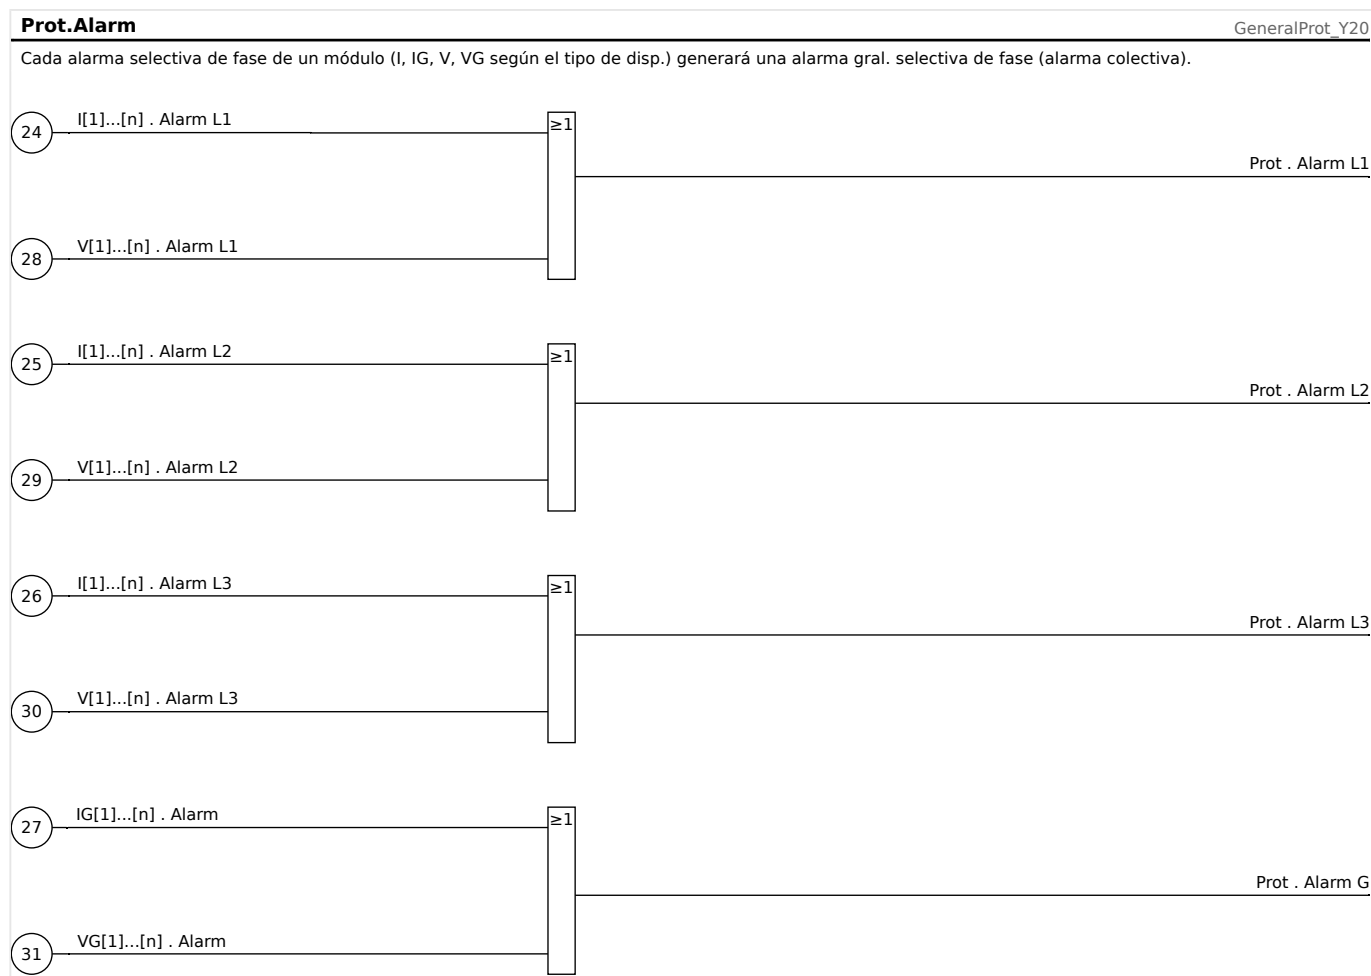 Prot.Alarm GeneralProt_Y20
Cada alarma selectiva de fase de un módulo (I, IG, V, VG según el tipo de disp.) generará una alarma gral. selectiva de fase (alarma colectiva).
24 I[1]...[n] . Alarm L1 ≥1
Prot . Alarm L1
28 V[1]...[n] . Alarm L1
25 I[1]...[n] . Alarm L2 ≥1
Prot . Alarm L2
29 V[1]...[n] . Alarm L2
26 I[1]...[n] . Alarm L3 ≥1
Prot . Alarm L3
30 V[1]...[n] . Alarm L3
27 IG[1]...[n] . Alarm ≥1
Prot . Alarm G
31 VG[1]...[n] . Alarm